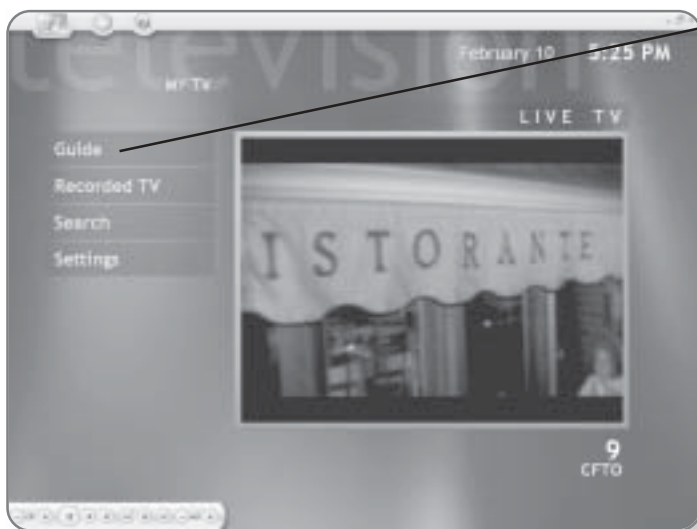 television
February 10 5:25 PM
MY TV
LIVE TV
Guide
Recorded TV
Search
Settings
ISTORANTE
9
CFTO